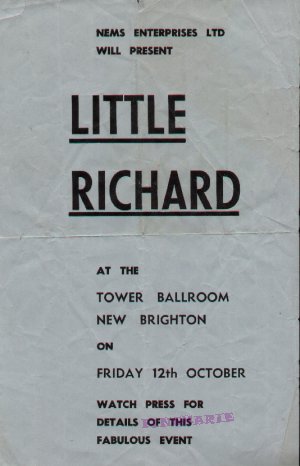 NEMS ENTERPRISES LTD
WILL PRESENT
LITTLE
RICHARD
AT THE
TOWER BALLROOM
NEW BRIGHTON
ON
FRIDAY 12th OCTOBER
WATCH PRESS FOR
DETAILS OF THIS
FABULOUS EVENT